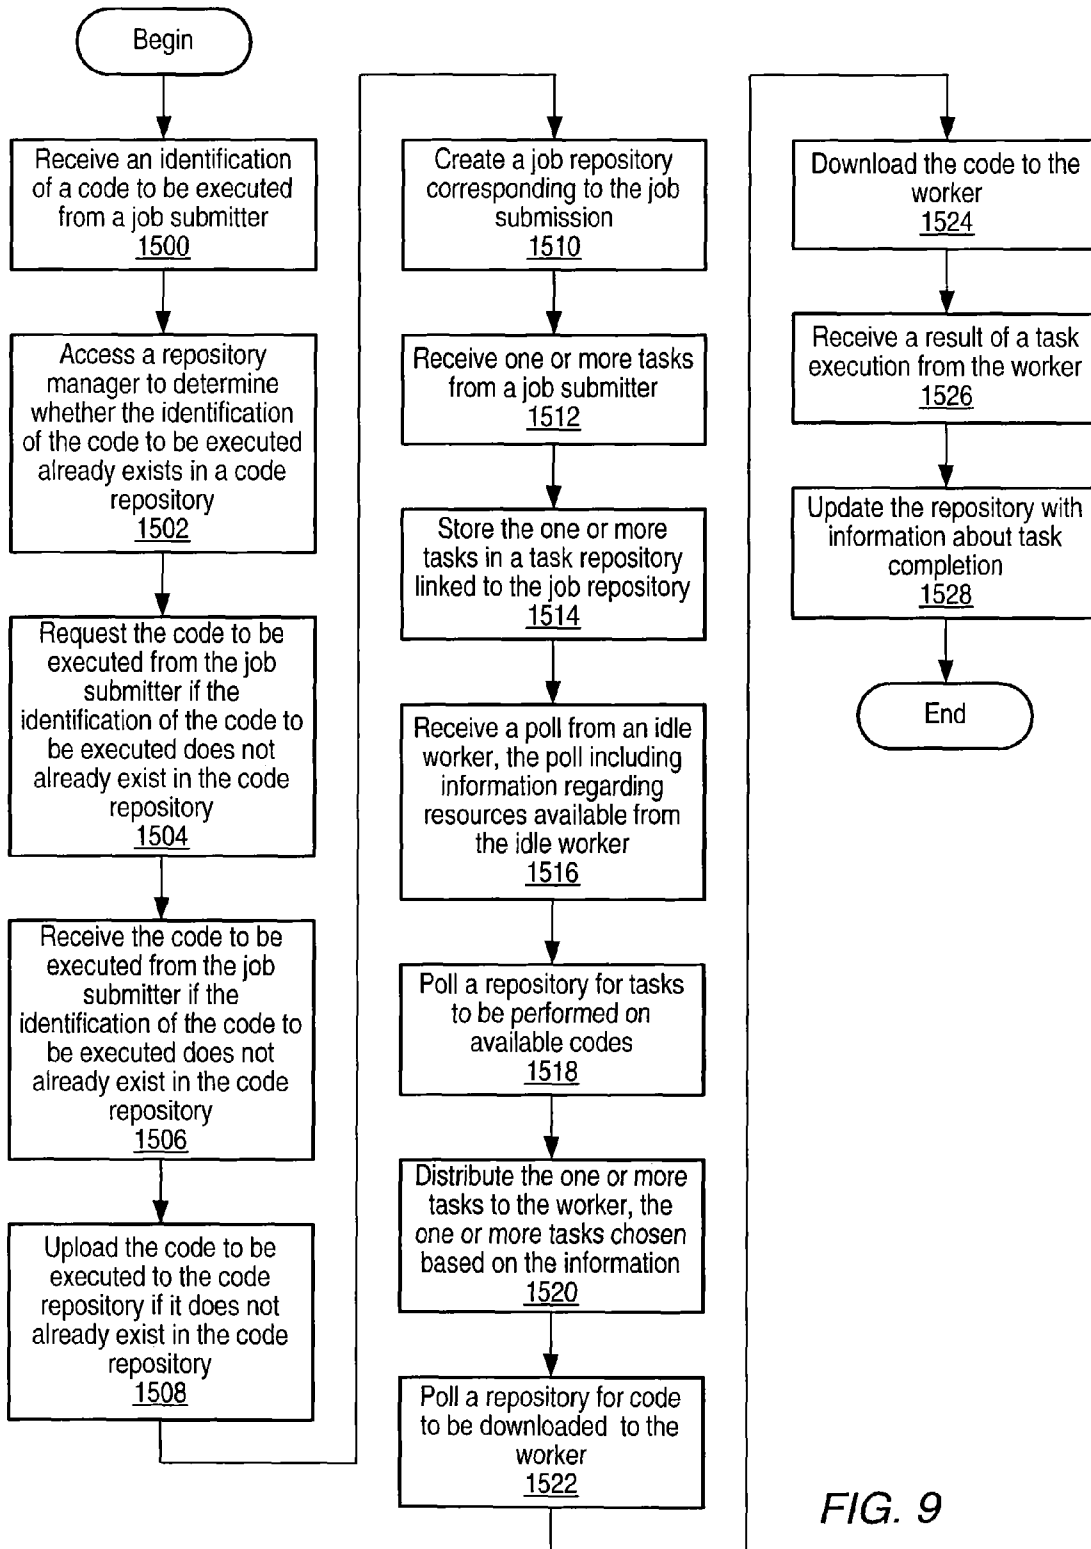 Begin
Receive an identification
of a code to be executed
from a job submitter
1500
Access a repository
manager to determine
whether the identification
of the code to be executed
already exists in a code
repository
1502
Request the code to be
executed from the job
submitter if the
identification of the code to
be executed does not
already exist in the code
repository
1504
Receive the code to be
executed from the job
submitter if the
identification of the code to
be executed does not
already exist in the code
repository
1506
Upload the code to be
executed to the code
repository if it does not
already exist in the code
repository
1508
Create a job repository
corresponding to the job
submission
1510
Receive one or more tasks
from a job submitter
1512
Store the one or more
tasks in a task repository
linked to the job repository
1514
Receive a poll from an idle
worker, the poll including
information regarding
resources available from
the idle worker
1516
Poll a repository for tasks
to be performed on
available codes
1518
Distribute the one or more
tasks to the worker, the
one or more tasks chosen
based on the information
1520
Poll a repository for code
to be downloaded to the
worker
1522
Download the code to the
worker
1524
Receive a result of a task
execution from the worker
1526
Update the repository with
information about task
completion
1528
End
FIG. 9